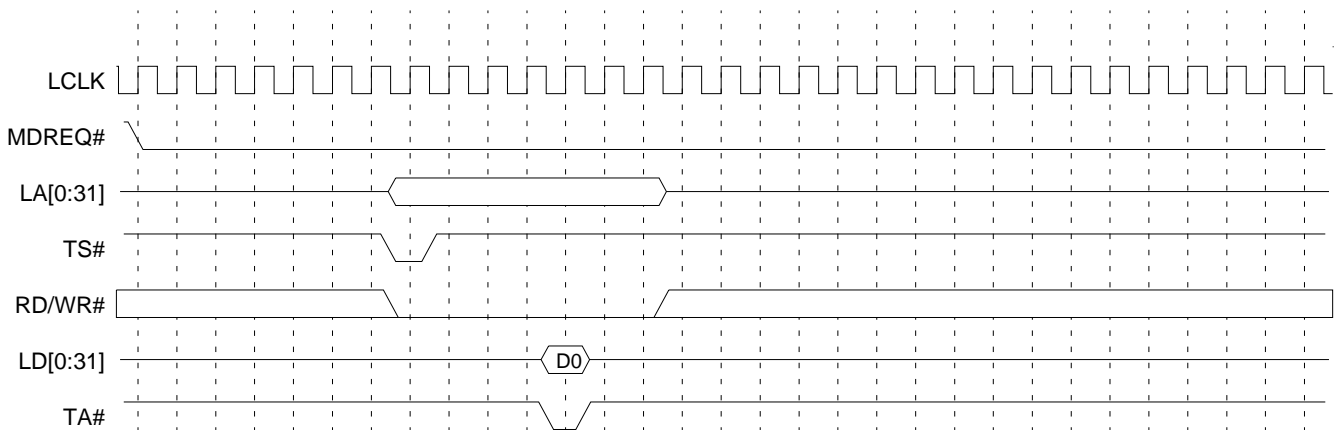 LCLK
MDREQ#
LA[0:31]
TS#
RD/WR#
LD[0:31]
D0
TA#